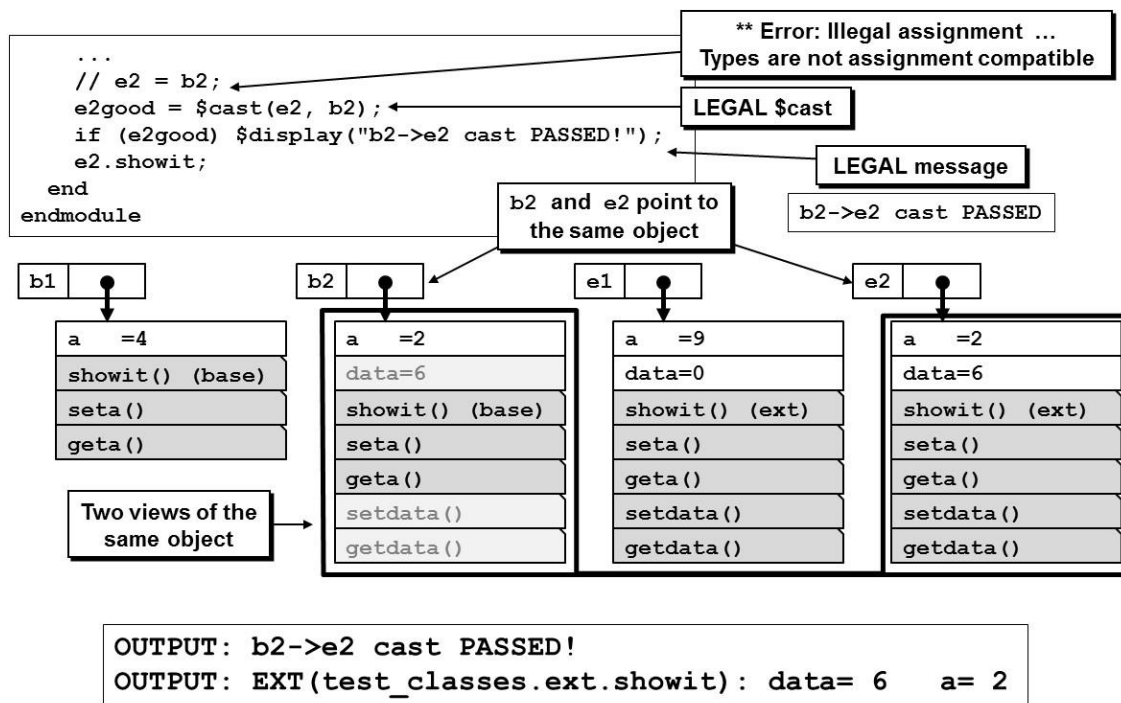 ** Error: Illegal assignment …
Types are not assignment compatible
...
// e2 = b2;
e2good = $cast(e2, b2);
LEGAL $cast
if (e2good) $display("b2->e2 cast PASSED!");
e2.showit;
LEGAL message
end
endmodule
b2->e2 cast PASSED
b2 and e2 point to
the same object
b1
b2
e1
e2
a =4
showit() (base)
seta()
geta()
a =2
data=6
showit() (base)
seta()
geta()
setdata()
getdata()
a =9
data=0
showit() (ext)
seta()
geta()
setdata()
getdata()
a =2
data=6
showit() (ext)
seta()
geta()
setdata()
getdata()
Two views of the
same object
OUTPUT: b2->e2 cast PASSED!
OUTPUT: EXT(test_classes.ext.showit): data= 6 a= 2